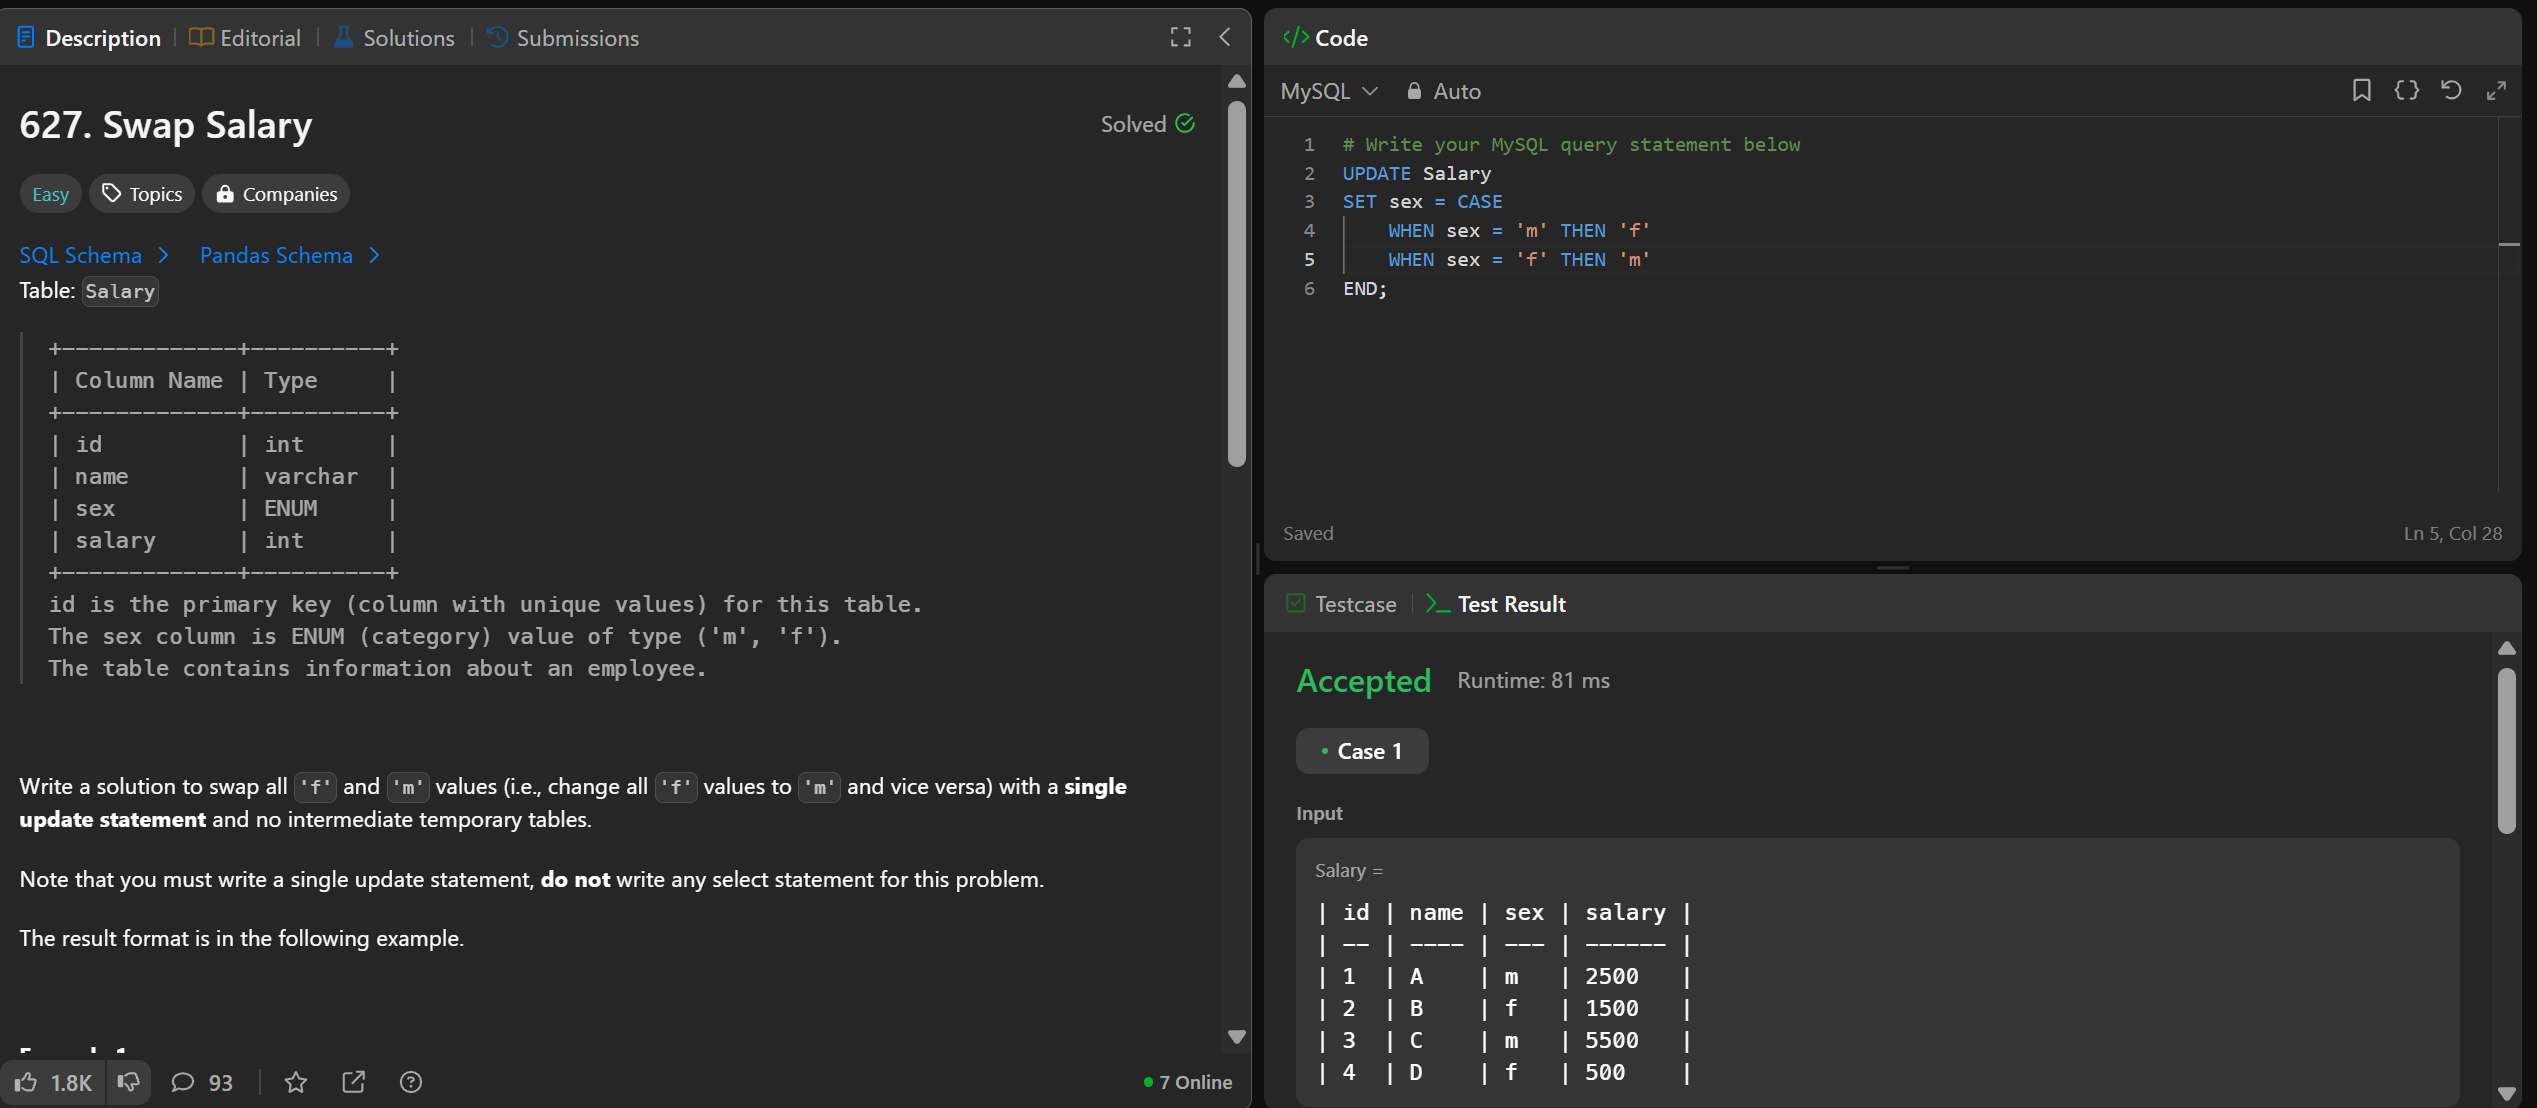 Description | Editorial | Solutions | Submissions
627. Swap Salary
Solved
Easy Topics Companies
SQL Schema > Pandas Schema >
Table: Salary
+-------------+----------+
| Column Name | Type     |
+-------------+----------+
| id          | int      |
| name        | varchar  |
| sex         | ENUM     |
| salary      | int      |
+-------------+----------+
id is the primary key (column with unique values) for this table.
The sex column is ENUM (category) value of type ('m', 'f').
The table contains information about an employee.
Write a solution to swap all 'f' and 'm' values (i.e., change all 'f' values to 'm' and vice versa) with a single
update statement and no intermediate temporary tables.
Note that you must write a single update statement, do not write any select statement for this problem.
The result format is in the following example.
1.8K 93
7 Online
</> Code
MySQL Auto
1 # Write your MySQL query statement below
2 UPDATE Salary
3 SET sex = CASE
4     WHEN sex = 'm' THEN 'f'
5     WHEN sex = 'f' THEN 'm'
6 END;
Saved
Ln 5, Col 28
Testcase | >_ Test Result
Accepted Runtime: 81 ms
• Case 1
Input
Salary =
| id | name | sex | salary |
| -- | ---- | --- | ------ |
| 1  | A    | m   | 2500   |
| 2  | B    | f   | 1500   |
| 3  | C    | m   | 5500   |
| 4  | D    | f   | 500    |